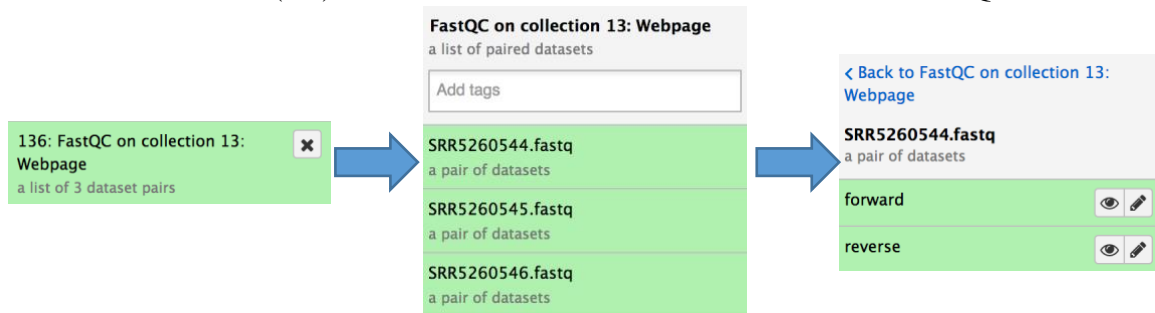 136: FastQC on collection 13:
Webpage
a list of 3 dataset pairs
FastQC on collection 13: Webpage
a list of paired datasets
Add tags
SRR5260544.fastq
a pair of datasets
SRR5260545.fastq
a pair of datasets
SRR5260546.fastq
a pair of datasets
< Back to FastQC on collection 13:
Webpage
SRR5260544.fastq
a pair of datasets
forward
reverse